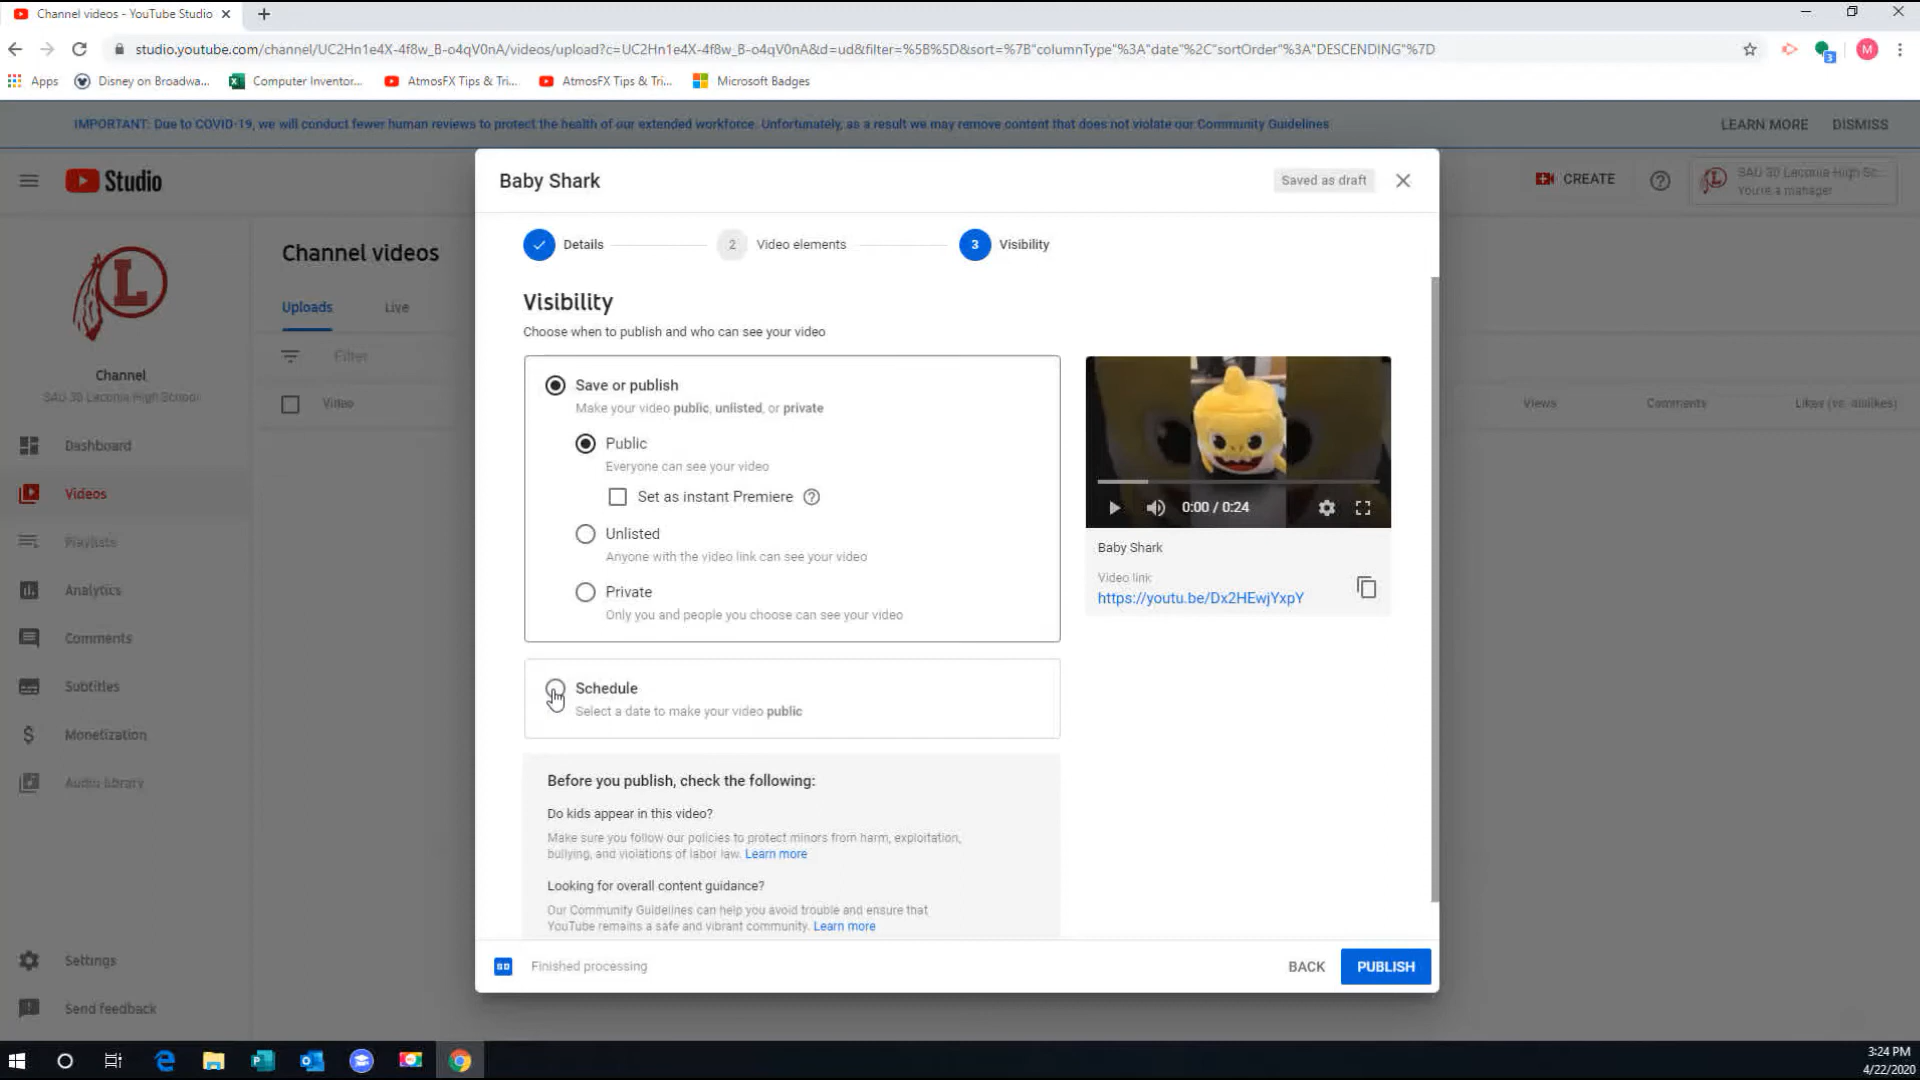 Channel videos - YouTube Studio
studio.youtube.com/channel/UC2Hn1e4X-4f8w_B-o4qV0nA/videos/upload?c=UC2Hn1e4X-4f8w_B-o4qV0nA&d=ud&filter=%5B%5D&sort=%7B"columnType"%3A"date"%2C"sortOrder"%3A"DESCENDING"%7D
M
3
Apps
Disney on Broadwa...
Computer Inventor...
AtmosFX Tips & Tri...
AtmosFX Tips & Tri...
Microsoft Badges
IMPORTANT: Due to COVID-19, we will conduct fewer human reviews to protect the health of our extended workforce. Unfortunately, as a result we may remove content that does not violate our Community Guidelines
LEARN MORE
DISMISS
Studio
CREATE
SAU 30 Laconia High Sc...
You're a manager
L
Channel
SAU 30 Laconia High School
Dashboard
Videos
Playlists
Analytics
Comments
Subtitles
Monetization
Audio library
Settings
Send feedback
Channel videos
Uploads
Live
Filter
Video
Views
Comments
Likes (vs. dislikes)
Baby Shark
Saved as draft
Details
2
Video elements
3
Visibility
Visibility
Choose when to publish and who can see your video
Save or publish
Make your video public, unlisted, or private
Public
Everyone can see your video
Set as instant Premiere
Unlisted
Anyone with the video link can see your video
Private
Only you and people you choose can see your video
Schedule
Select a date to make your video public
Before you publish, check the following:
Do kids appear in this video?
Make sure you follow our policies to protect minors from harm, exploitation,
bullying, and violations of labor law. Learn more
Looking for overall content guidance?
Our Community Guidelines can help you avoid trouble and ensure that
YouTube remains a safe and vibrant community. Learn more
0:00 / 0:24
Baby Shark
Video link:
https://youtu.be/Dx2HEwjYxpY
SD
Finished processing
BACK
PUBLISH
3:24 PM
4/22/2020